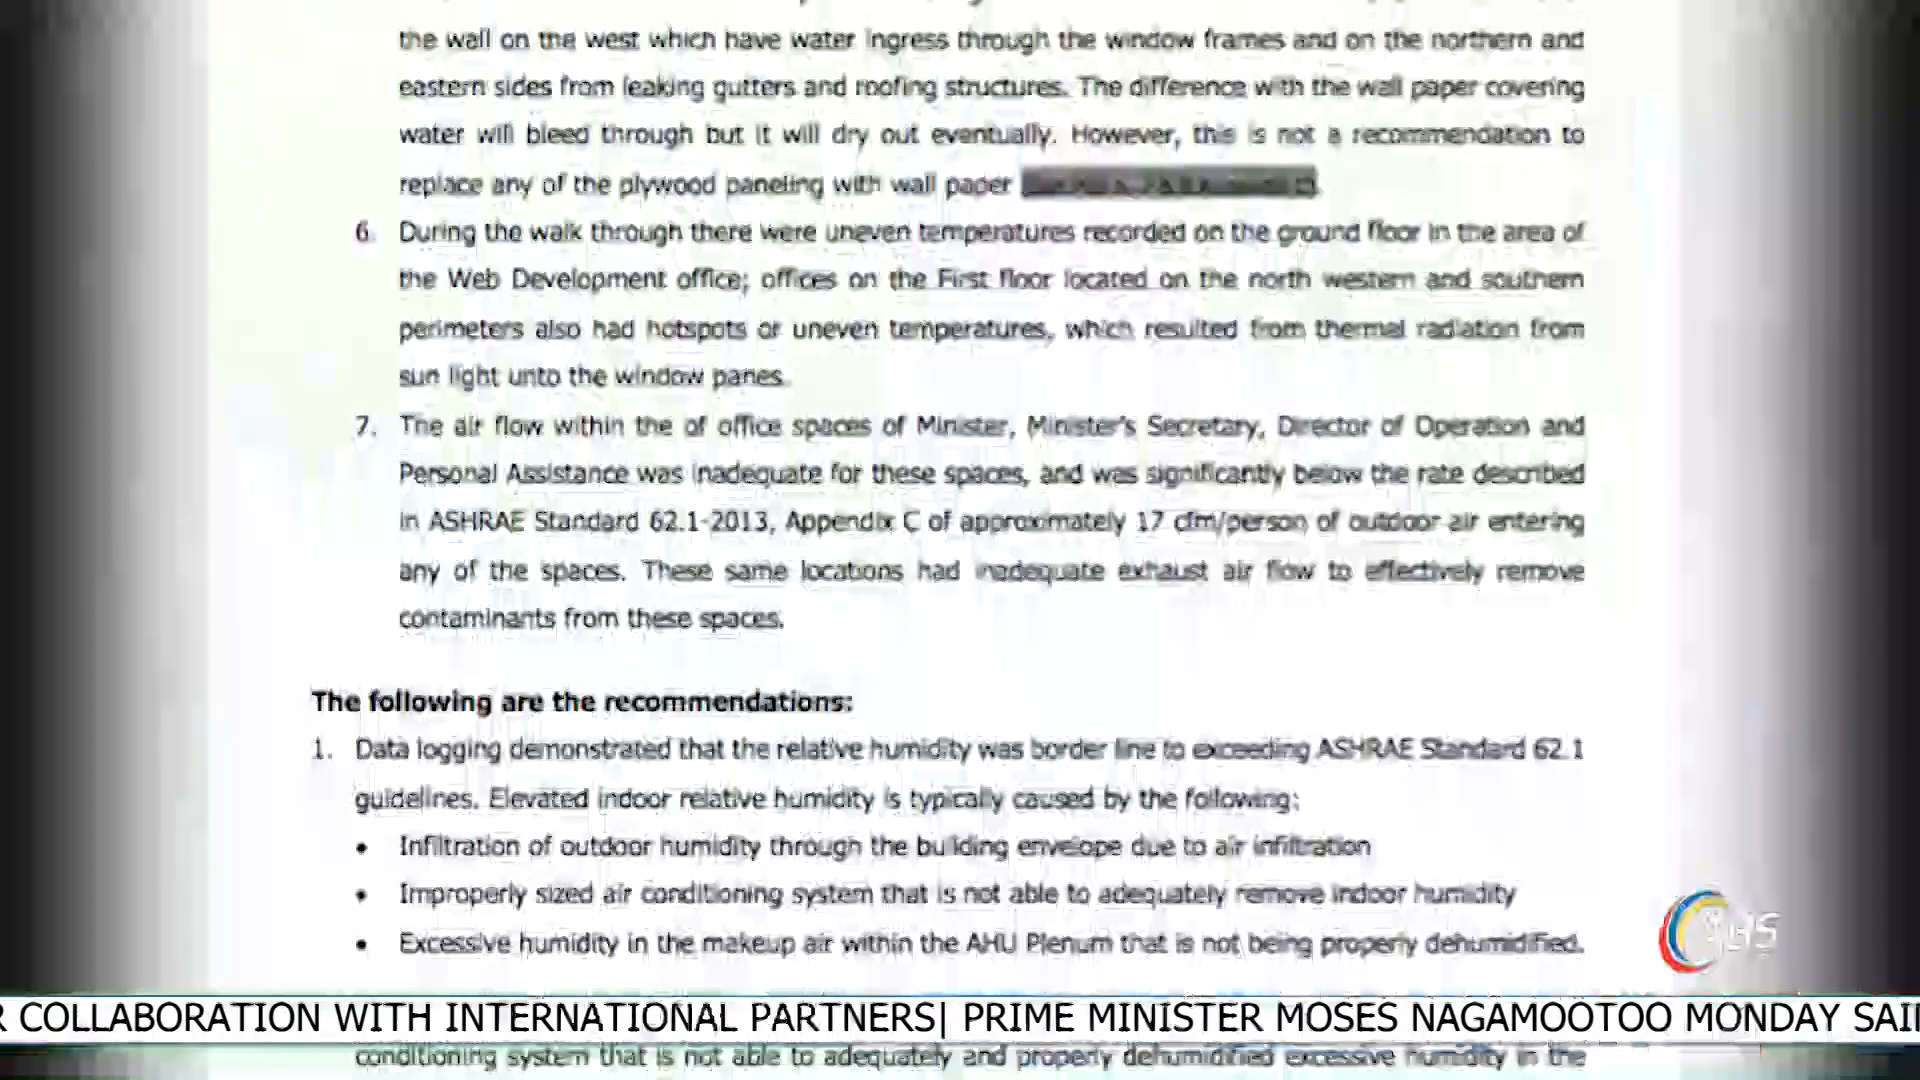 the wall on the west which have water ingress through the window frames and on the northern and
eastern sides from leaking gutters and roofing structures. The difference with the wall paper covering
water will bleed through but it will dry out eventually. However, this is not a recommendation to
replace any of the plywood paneling with wall paper
6. During the walk through there were uneven temperatures recorded on the ground floor in the area of
the Web Development office; offices on the First floor located on the north western and southern
perimeters also had hotspots or uneven temperatures, which resulted from thermal radiation from
sun light unto the window panes.
7. The air flow within the of office spaces of Minister, Minister's Secretary, Director of Operation and
Personal Assistance was inadequate for these spaces, and was significantly below the rate described
in ASHRAE Standard 62.1-2013, Appendix C of approximately 17 cfm/person of outdoor air entering
any of the spaces. These same locations had inadequate exhaust air flow to effectively remove
contaminants from these spaces.
The following are the recommendations:
1. Data logging demonstrated that the relative humidity was border line to exceeding ASHRAE Standard 62.1
guidelines. Elevated indoor relative humidity is typically caused by the following:
• Infiltration of outdoor humidity through the building envelope due to air infiltration
• Improperly sized air conditioning system that is not able to adequately remove indoor humidity
• Excessive humidity in the makeup air within the AHU Plenum that is not being properly dehumidified.
R COLLABORATION WITH INTERNATIONAL PARTNERS| PRIME MINISTER MOSES NAGAMOOTOO MONDAY SAI
conditioning system that is not able to adequately and properly dehumidified excessive humidity in the